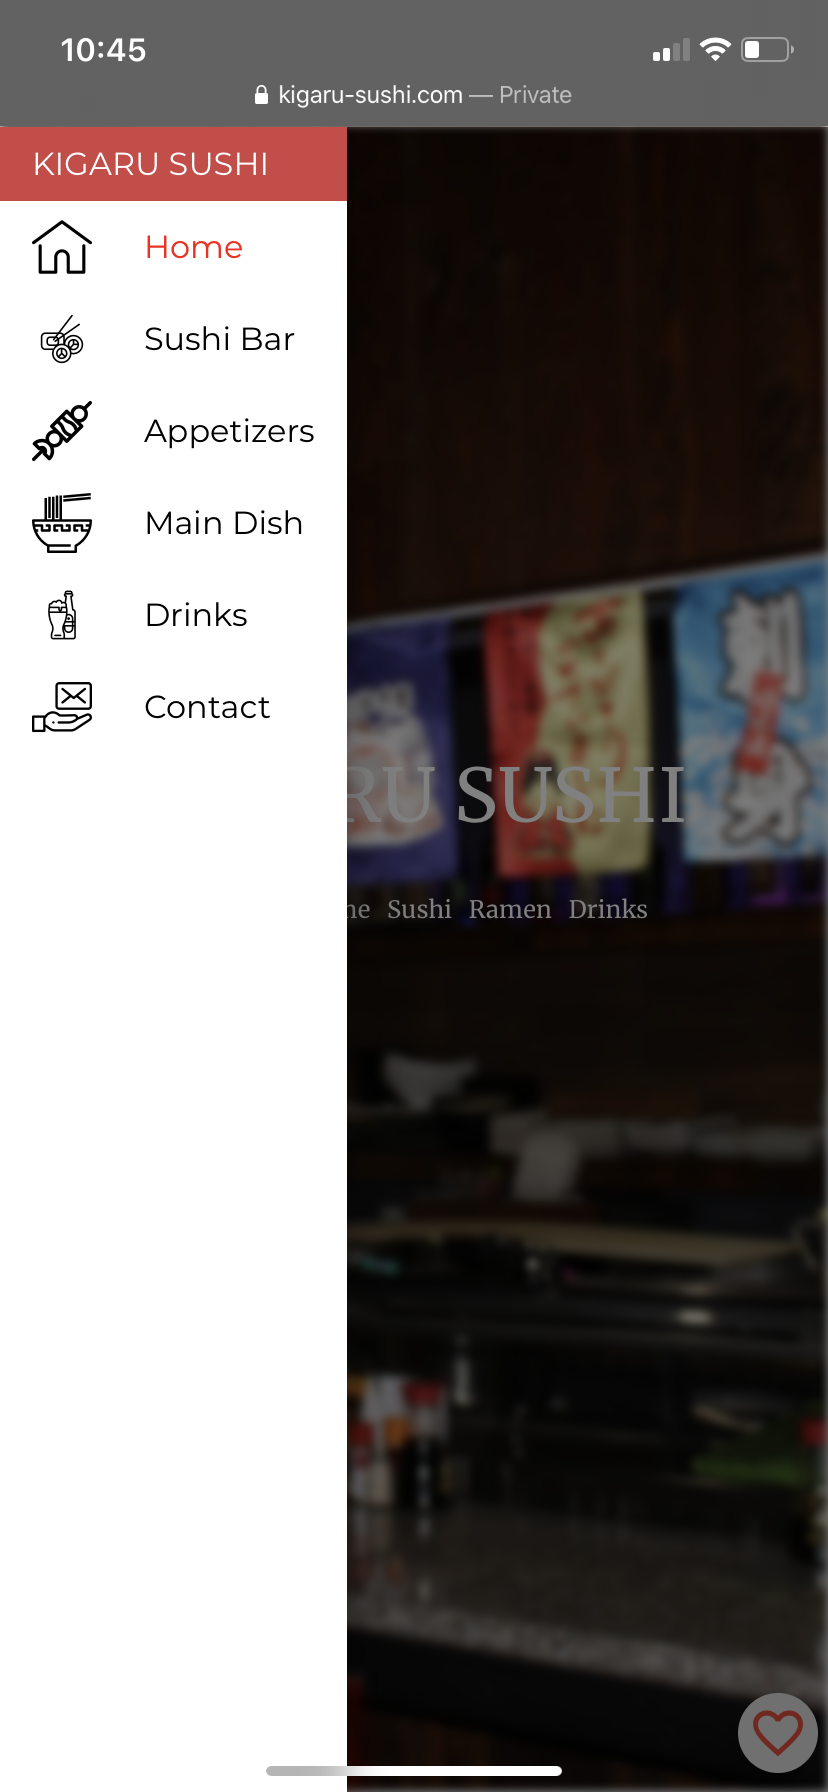 10:45
kigaru-sushi.com — Private
KIGARU SUSHI
Home
Sushi Bar
Appetizers
Main Dish
Drinks
Contact
RU SUSHI
Sushi Ramen Drinks